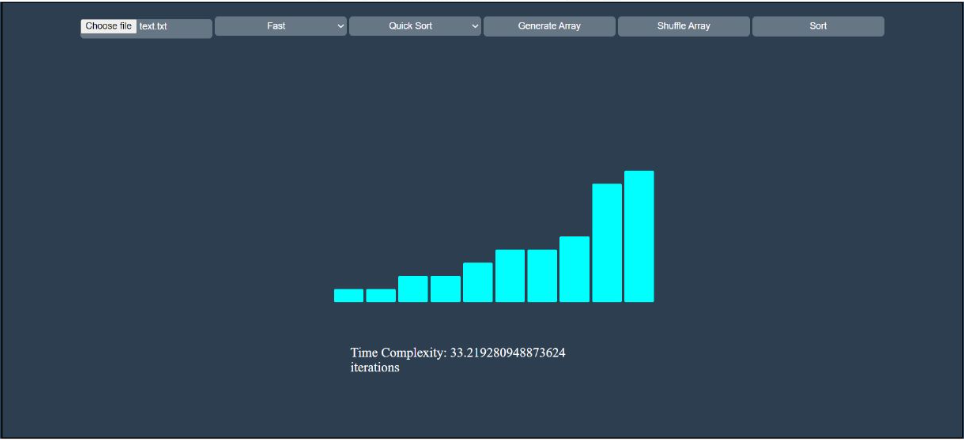 Choose file text.txt Fast Quick Sort Generate Array Shuffle Array Sort
Time Complexity: 33.219280948873624
iterations